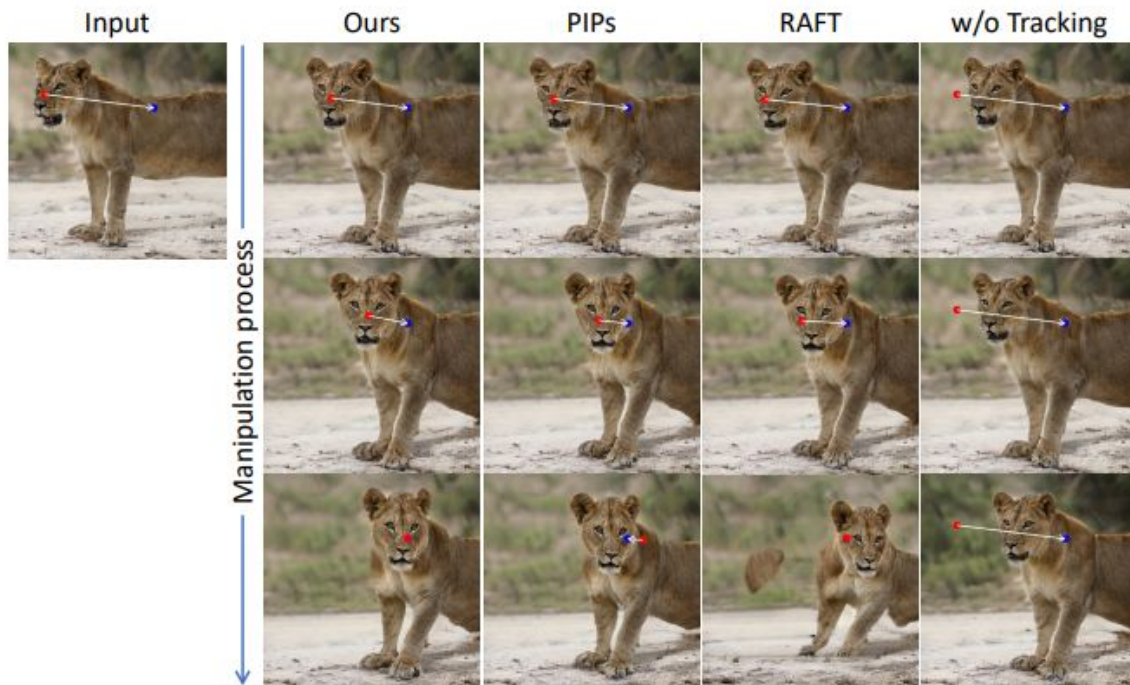 Input
Ours
PIPs
RAFT
w/o Tracking
Manipulation process